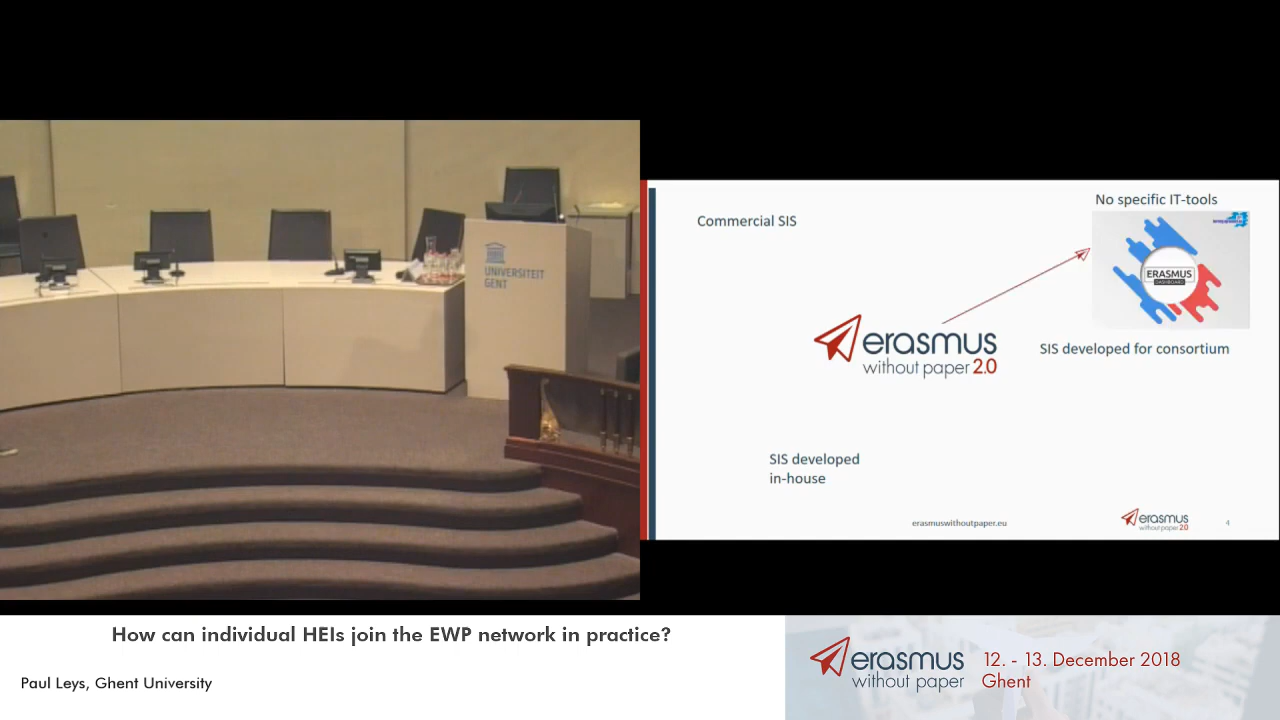 UNIVERSITEIT
GENT
No specific IT-tools
Commercial SIS
ERASMUS
DASHBOARD
erasmus
without paper 2.0
SIS developed for consortium
SIS developed
in-house
erasmuswithoutpaper.eu
erasmus
without paper 2.0
4
How can individual HEIs join the EWP network in practice?
Paul Leys, Ghent University
erasmus
without paper
12. - 13. December 2018
Ghent